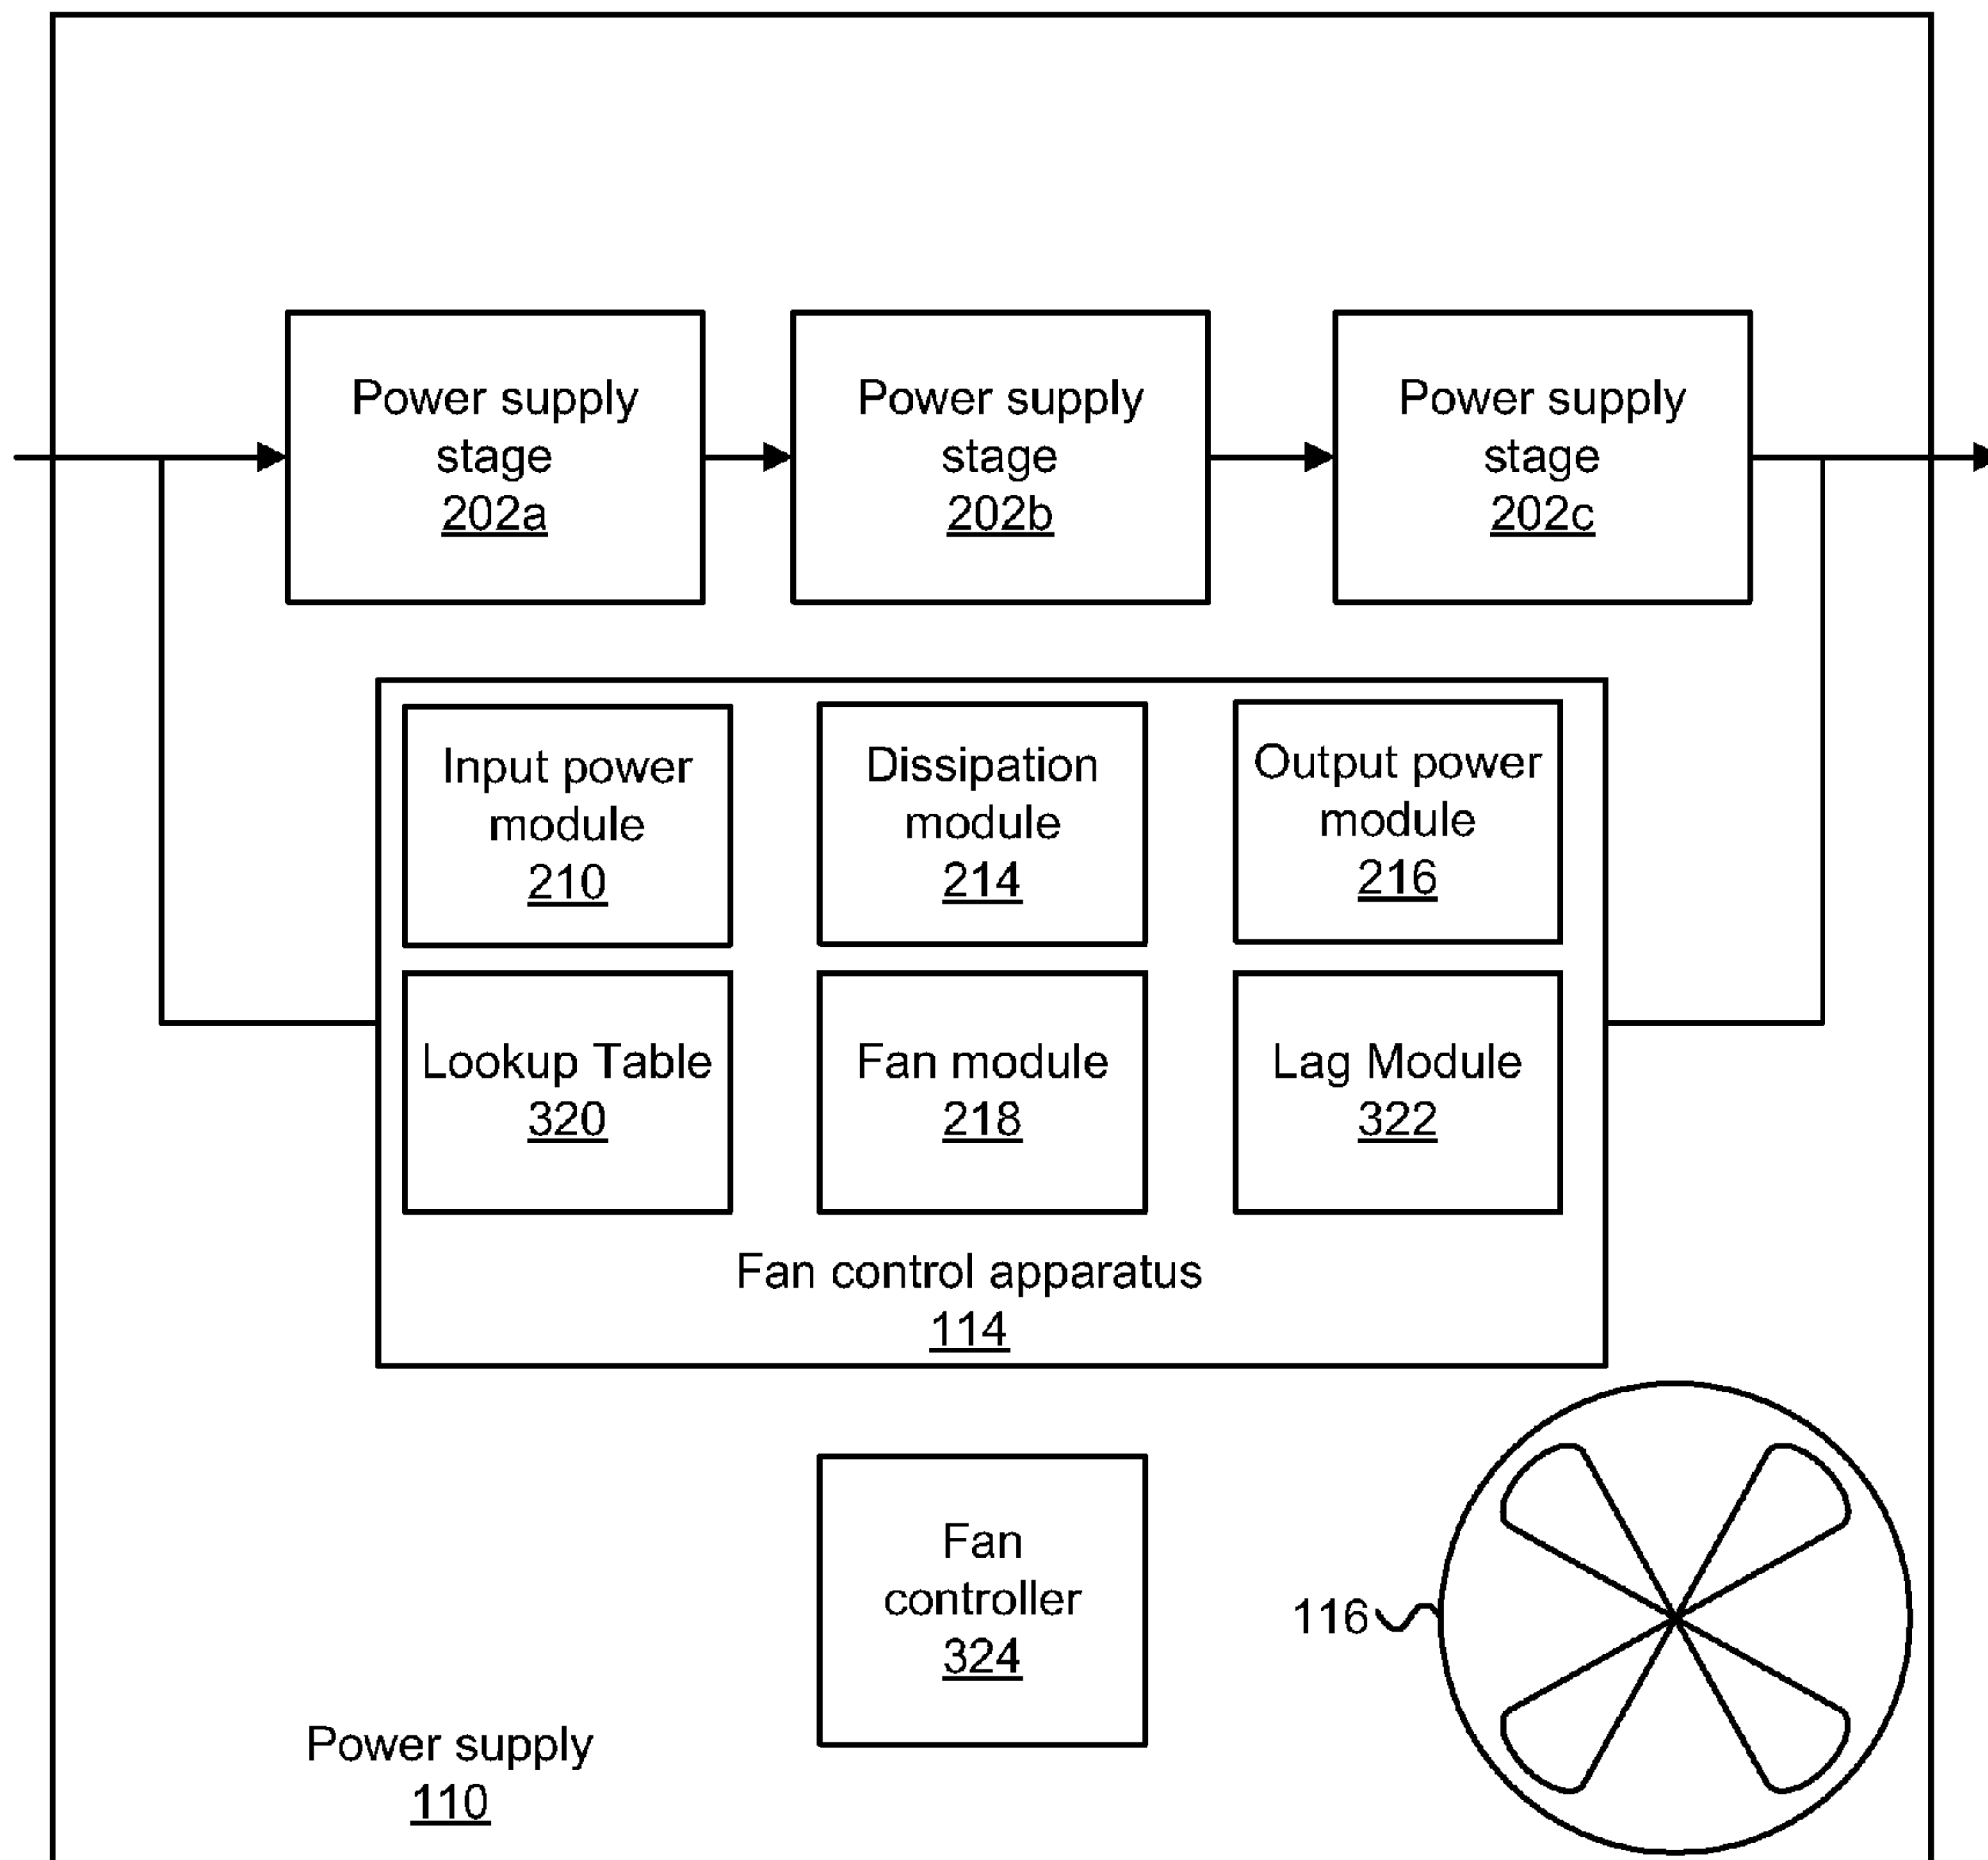 Power supply
stage
202a
Power supply
stage
202b
Power supply
stage
202c
Input power
module
210
Dissipation
module
214
Output power
module
216
Lookup Table
320
Fan module
218
Lag Module
322
Fan control apparatus
114
Fan
controller
324
116
Power supply
110